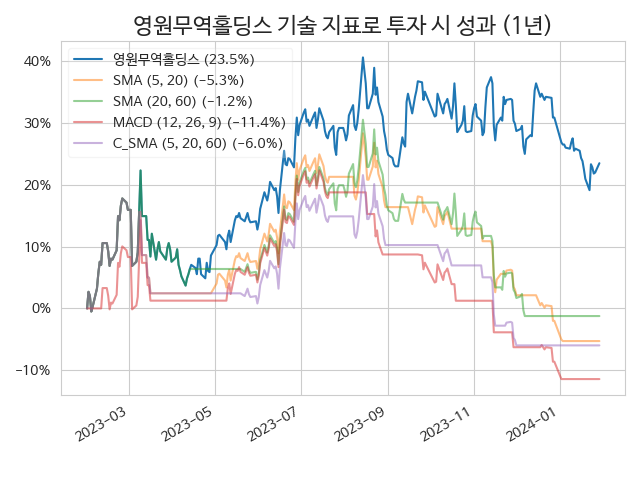 영원무역홀딩스 기술 지표로 투자 시 성과 (1년)
영원무역홀딩스 (23.5%)
SMA (5, 20) (−5.3%)
SMA (20, 60) (−1.2%)
MACD (12, 26, 9) (−11.4%)
C_SMA (5, 20, 60) (−6.0%)
40%
30%
20%
10%
0%
−10%
2023−03
2023−05
2023−07
2023−09
2023−11
2024−01